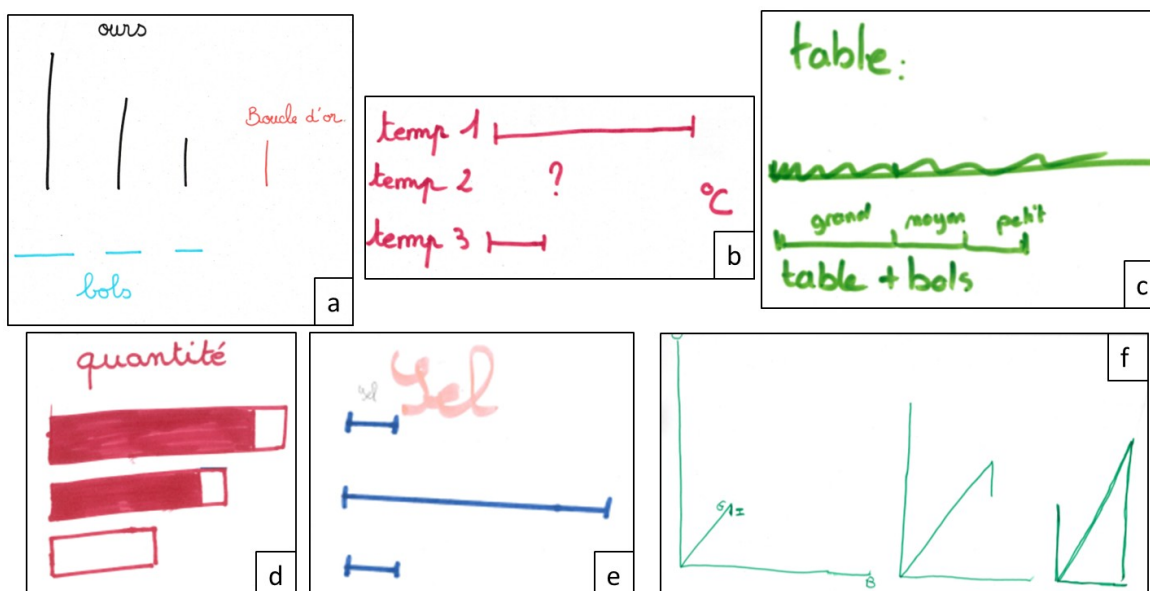 ours
Boucle d'or.
bols
a
temp 1
temp 2 ?
°C
temp 3
b
table:
grand moyen petit
table + bols
c
quantité
d
sel
Sel
e
f
G I
B